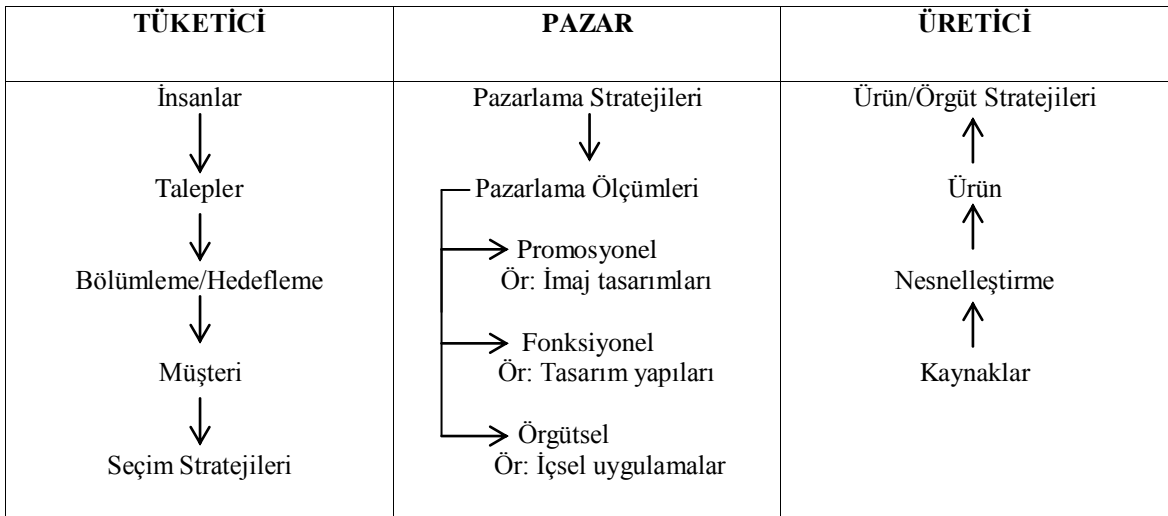 TÜKETİCİ
PAZAR
ÜRETİCİ
İnsanlar
Talepler
Bölümleme/Hedefleme
Müşteri
Seçim Stratejileri
Pazarlama Stratejileri
Pazarlama Ölçümleri
Promosyonel
Ör: İmaj tasarımları
Fonksiyonel
Ör: Tasarım yapıları
Örgütsel
Ör: İçsel uygulamalar
Ürün/Örgüt Stratejileri
Ürün
Nesnelleştirme
Kaynaklar